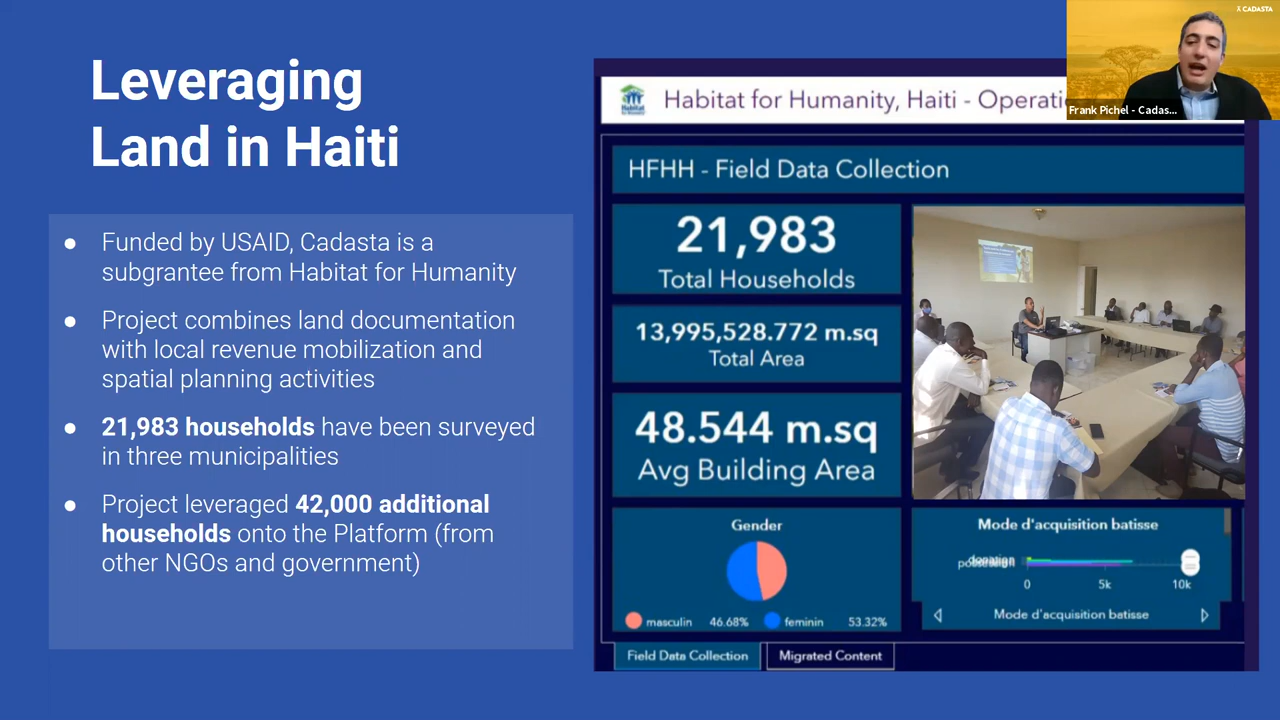 Leveraging
Land in Haiti
● Funded by USAID, Cadasta is a
subgrantee from Habitat for Humanity
● Project combines land documentation
with local revenue mobilization and
spatial planning activities
● 21,983 households have been surveyed
in three municipalities
● Project leveraged 42,000 additional
households onto the Platform (from
other NGOs and government)
Habitat for Humanity, Haiti - Operati
HFHH - Field Data Collection
21,983
Total Households
13,995,528.772 m.sq
Total Area
48.544 m.sq
Avg Building Area
Gender
masculin 46.68% feminin 53.32%
Mode d'acquisition batisse
donation
0 5k 10k
Mode d'acquisition batisse
Field Data Collection Migrated Content
CADASTA
Frank Pichel - Cadas...